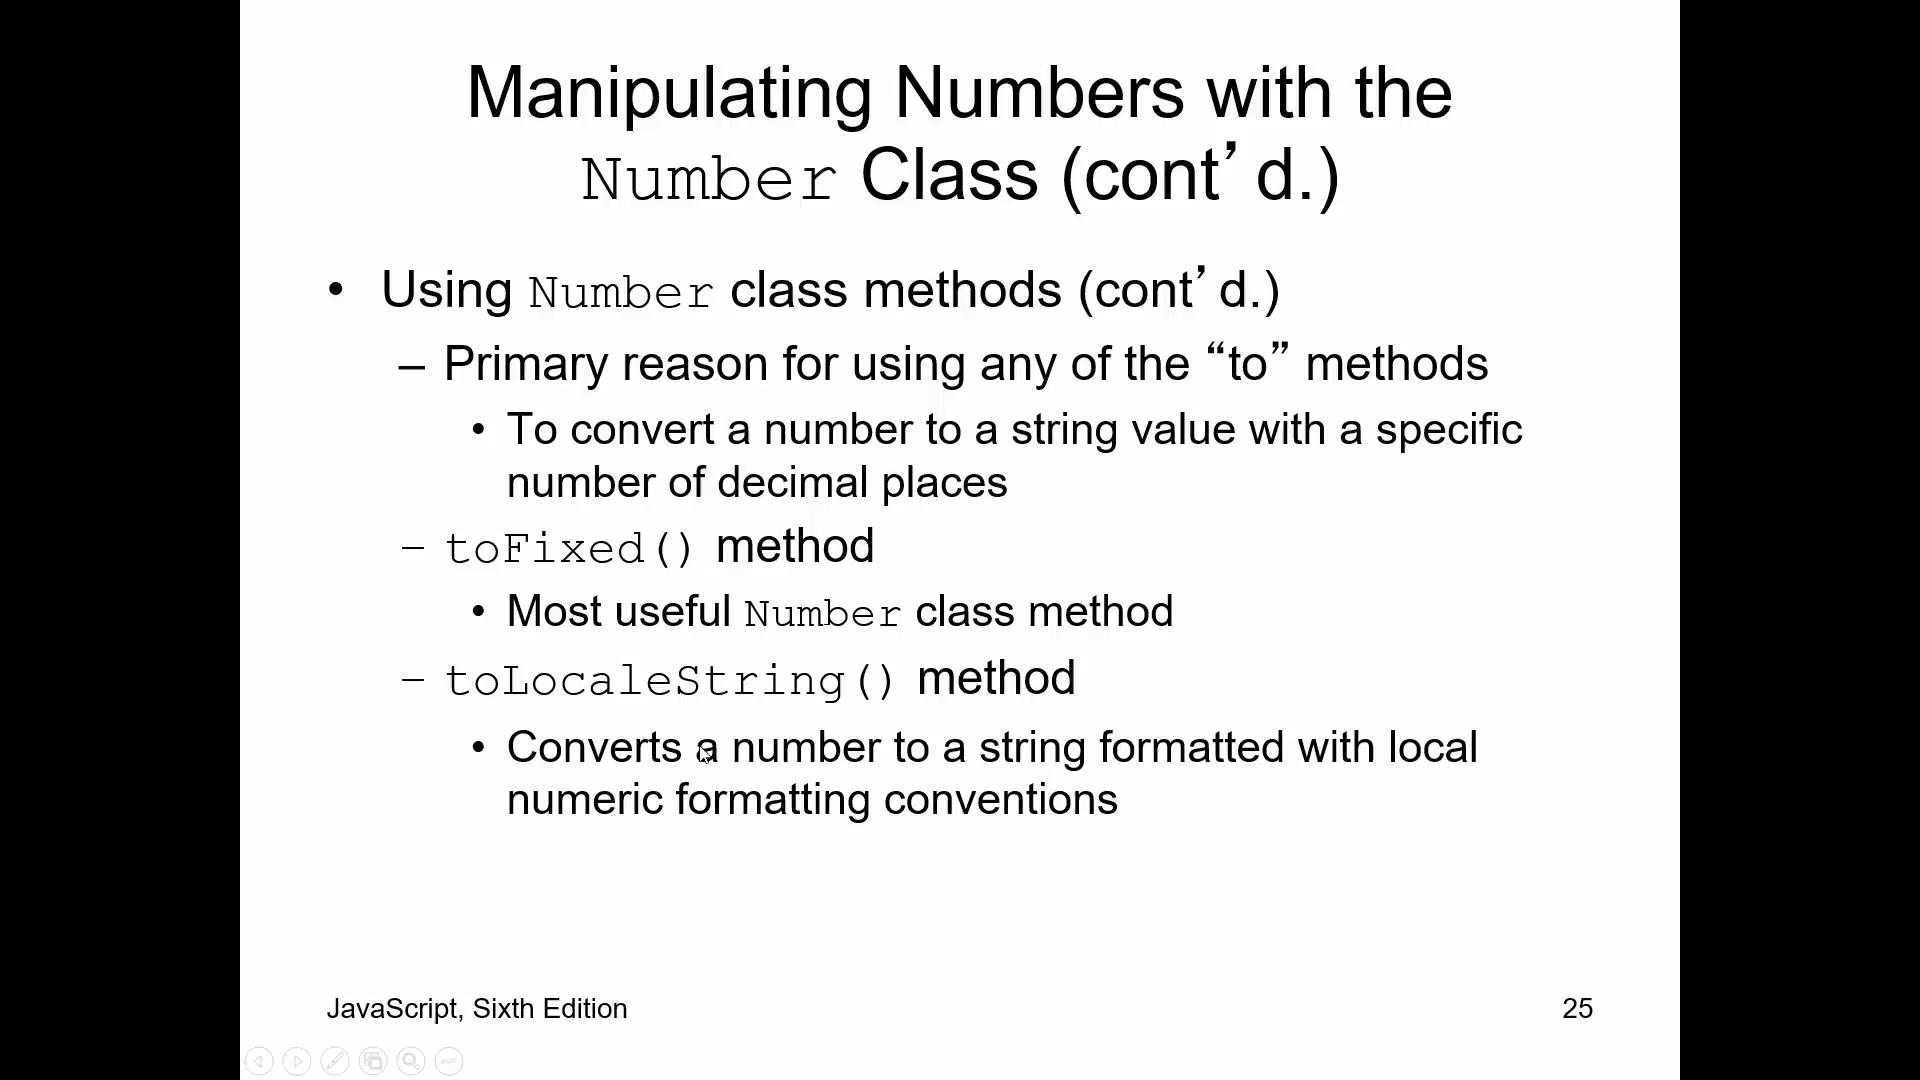 Manipulating Numbers with the
Number Class (cont’d.)
• Using Number class methods (cont’d.)
– Primary reason for using any of the “to” methods
• To convert a number to a string value with a specific
number of decimal places
– toFixed() method
• Most useful Number class method
– toLocaleString() method
• Converts a number to a string formatted with local
numeric formatting conventions
JavaScript, Sixth Edition
25